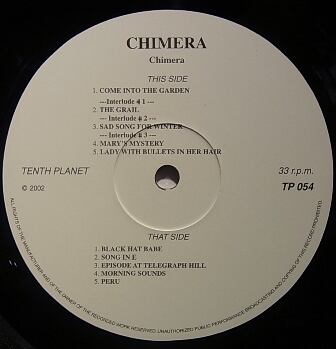 CHIMERA
Chimera
THIS SIDE
1. COME INTO THE GARDEN
---Interlude # 1 ---
2. THE GRAIL
--- Interlude # 2 ---
3. SAD SONG FOR WINTER
---Interlude # 3 ---
4. MARY'S MYSTERY
5. LADY WITH BULLETS IN HER HAIR
TENTH PLANET
33 r.p.m.
© 2002
TP 054
THAT SIDE
1. BLACK HAT BABE
2. SONG IN E
3. EPISODE AT TELEGRAPH HILL
4. MORNING SOUNDS
5. PERU
ALL RIGHTS OF THE MANUFACTURER AND OF THE OWNER OF THE RECORDED WORK RESERVED. UNAUTHORIZED PUBLIC PERFORMANCE BROADCASTING AND COPYING OF THIS RECORD PROHIBITED.